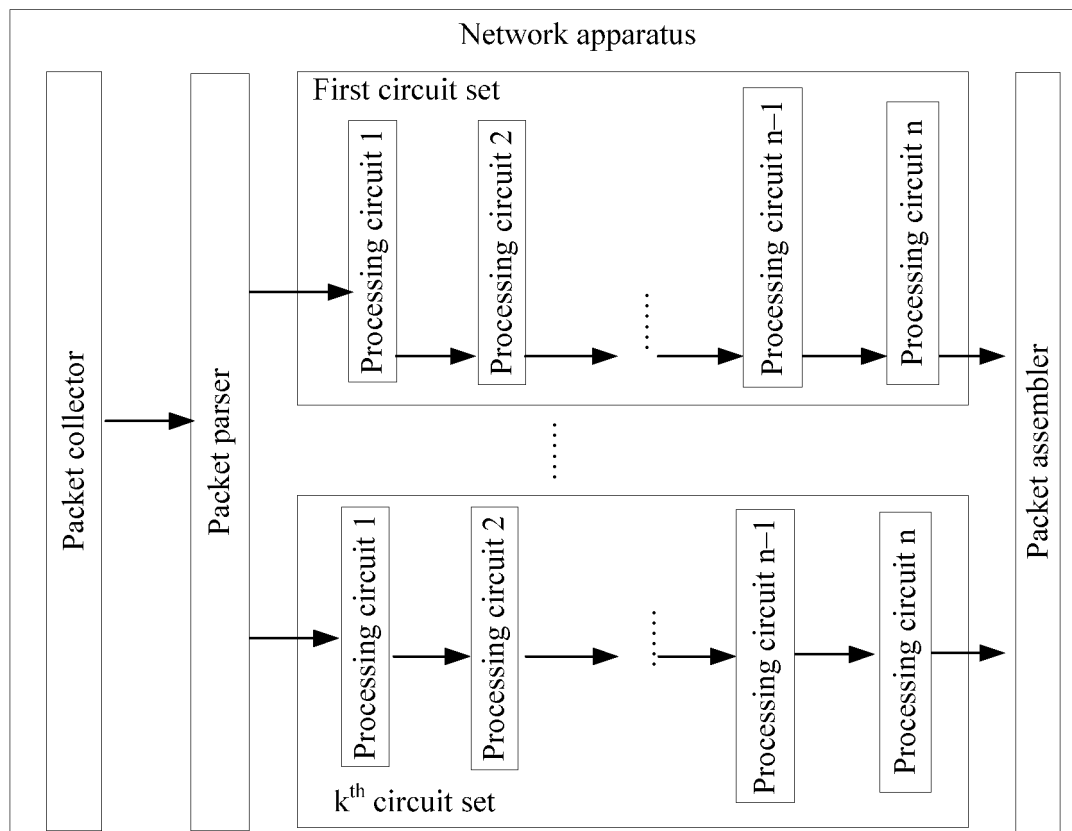 Network apparatus
Packet collector
Packet parser
First circuit set
Processing circuit 1
Processing circuit 2
......
Processing circuit n–1
Processing circuit n
......
Processing circuit 1
Processing circuit 2
......
Processing circuit n–1
Processing circuit n
kth circuit set
Packet assembler